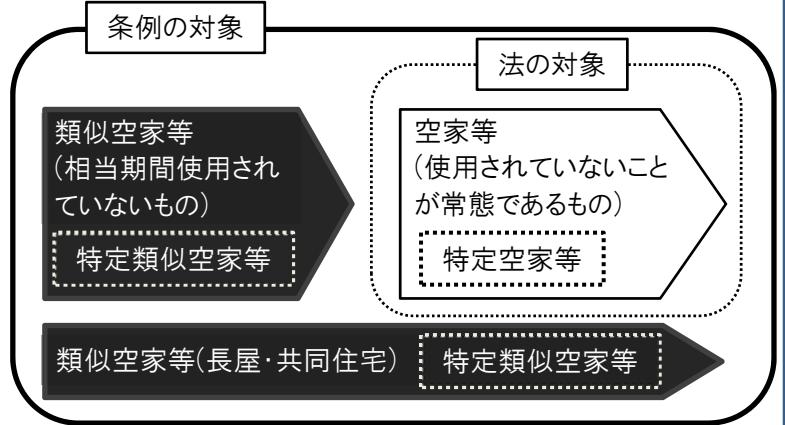 条例の対象
法の対象
類似空家等
(相当期間使用され
ていないもの)
特定類似空家等
空家等
(使用されていないこと
が常態であるもの)
特定空家等
類似空家等(長屋・共同住宅)
特定類似空家等